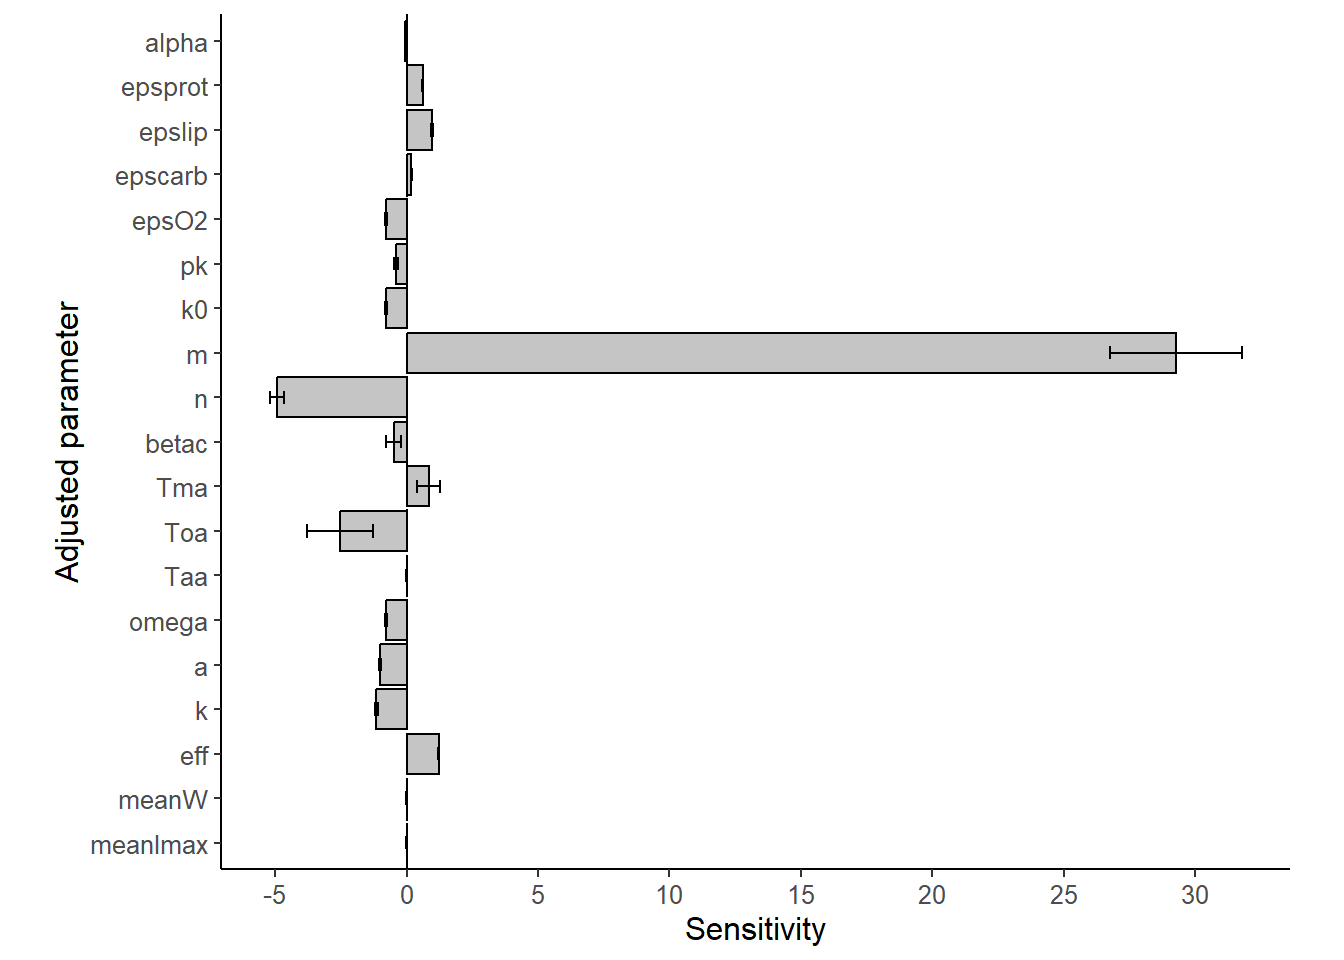 alpha
epsprot
epslip
epscarb
epsO2
pk
k0
m
n
betac
Tma
Toa
Taa
omega
a
k
eff
meanW
meanImax
Adjusted parameter
-5 0 5 10 15 20 25 30
Sensitivity